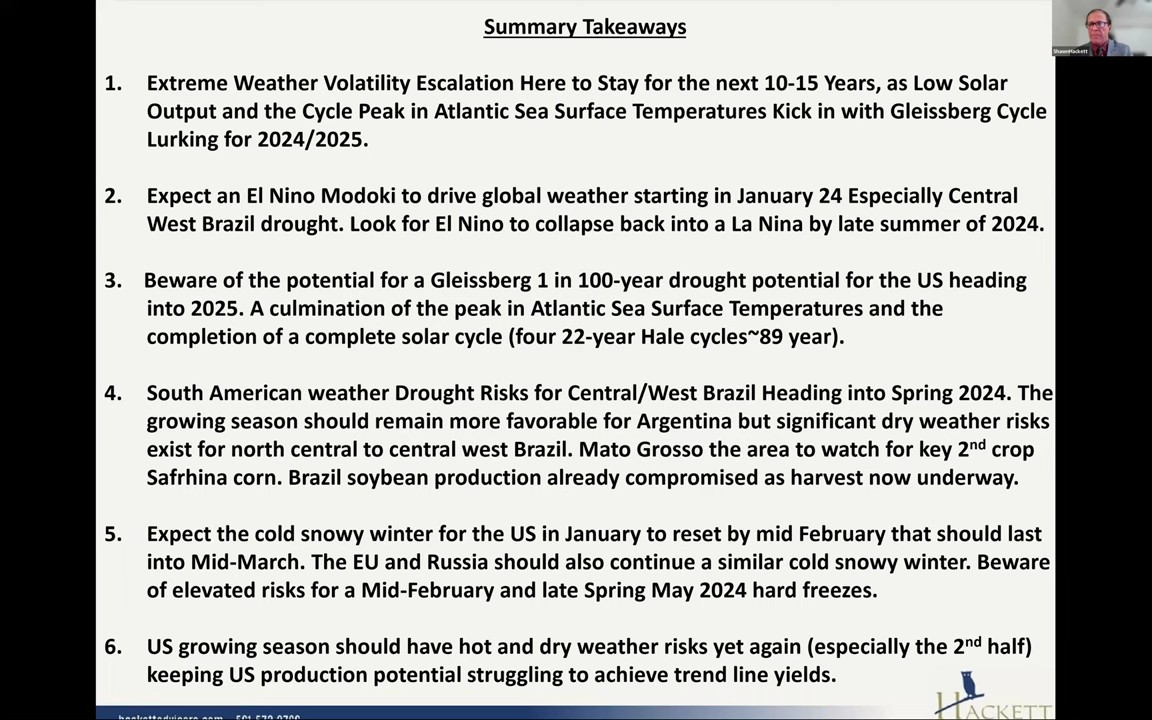 Summary Takeaways
ShawnHackett
1. Extreme Weather Volatility Escalation Here to Stay for the next 10-15 Years, as Low Solar
Output and the Cycle Peak in Atlantic Sea Surface Temperatures Kick in with Gleissberg Cycle
Lurking for 2024/2025.
2. Expect an El Nino Modoki to drive global weather starting in January 24 Especially Central
West Brazil drought. Look for El Nino to collapse back into a La Nina by late summer of 2024.
3. Beware of the potential for a Gleissberg 1 in 100-year drought potential for the US heading
into 2025. A culmination of the peak in Atlantic Sea Surface Temperatures and the
completion of a complete solar cycle (four 22-year Hale cycles~89 year).
4. South American weather Drought Risks for Central/West Brazil Heading into Spring 2024. The
growing season should remain more favorable for Argentina but significant dry weather risks
exist for north central to central west Brazil. Mato Grosso the area to watch for key 2nd crop
Safrhina corn. Brazil soybean production already compromised as harvest now underway.
5. Expect the cold snowy winter for the US in January to reset by mid February that should last
into Mid-March. The EU and Russia should also continue a similar cold snowy winter. Beware
of elevated risks for a Mid-February and late Spring May 2024 hard freezes.
6. US growing season should have hot and dry weather risks yet again (especially the 2nd half)
keeping US production potential struggling to achieve trend line yields.
HACKETT